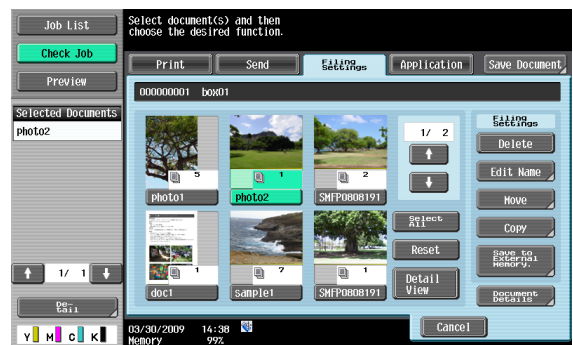 Job List
Check Job
Preview
Selected Documents
photo2
1/ 1
De-
tail
Y M C K
Select document(s) and then
choose the desired function.
Print
Send
Filing
Settings
Application
Save Document
000000001 box01
5
photo1
1
photo2
2
SMFP0808191
1
doc1
7
sample1
1
SMFP0808191
1/ 2
Select
All
Reset
Detail
View
Filing
Settings
Delete
Edit Name
Move
Copy
Save to
External
Memory.
Document
Details
03/30/2009 14:38
Memory 99%
Cancel